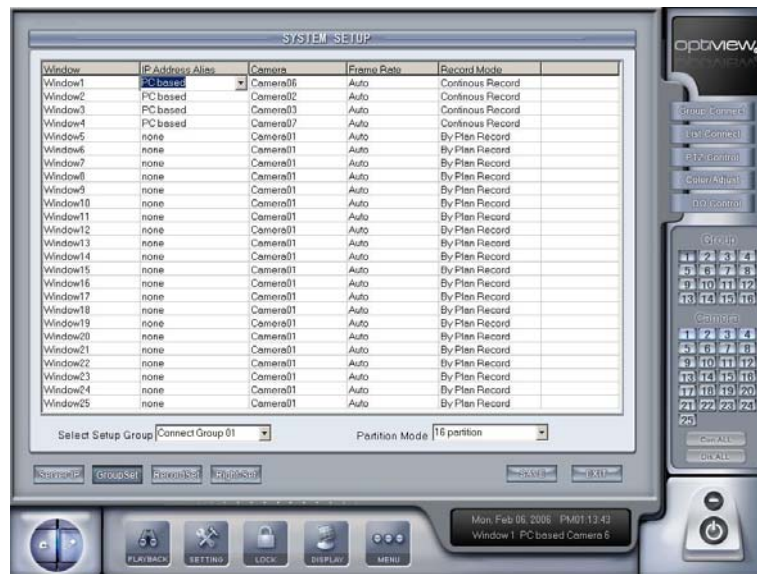 SYSTEM SETUP
optview
Window IP Address Alias Camera Frame Rate Record Mode
Window1 PC based Camera06 Auto Continous Record
Window2 PC based Camera02 Auto Continous Record
Window3 PC based Camera03 Auto Continous Record
Window4 PC based Camera07 Auto Continous Record
Window5 none Camera01 Auto By Plan Record
Window6 none Camera01 Auto By Plan Record
Window7 none Camera01 Auto By Plan Record
Window8 none Camera01 Auto By Plan Record
Window9 none Camera01 Auto By Plan Record
Window10 none Camera01 Auto By Plan Record
Window11 none Camera01 Auto By Plan Record
Window12 none Camera01 Auto By Plan Record
Window13 none Camera01 Auto By Plan Record
Window14 none Camera01 Auto By Plan Record
Window15 none Camera01 Auto By Plan Record
Window16 none Camera01 Auto By Plan Record
Window17 none Camera01 Auto By Plan Record
Window18 none Camera01 Auto By Plan Record
Window19 none Camera01 Auto By Plan Record
Window20 none Camera01 Auto By Plan Record
Window21 none Camera01 Auto By Plan Record
Window22 none Camera01 Auto By Plan Record
Window23 none Camera01 Auto By Plan Record
Window24 none Camera01 Auto By Plan Record
Window25 none Camera01 Auto By Plan Record
Select Setup Group Connect Group 01 Partition Mode 16 partition
Server IP GroupSet RecordSet RightSet SAVE EXIT
Group Connect
List Connect
PTZ Control
Color/Adjust
DO Control
Group
1 2 3 4
5 6 7 8
9 10 11 12
13 14 15 16
Camera
1 2 3 4
5 6 7 8
9 10 11 12
13 14 15 16
17 18 19 20
21 22 23 24
25
Con ALL
Dis ALL
PLAYBACK SETTING LOCK DISPLAY MENU
Mon, Feb 06, 2006 PM01:13:43
Window 1 PC based Camera 6